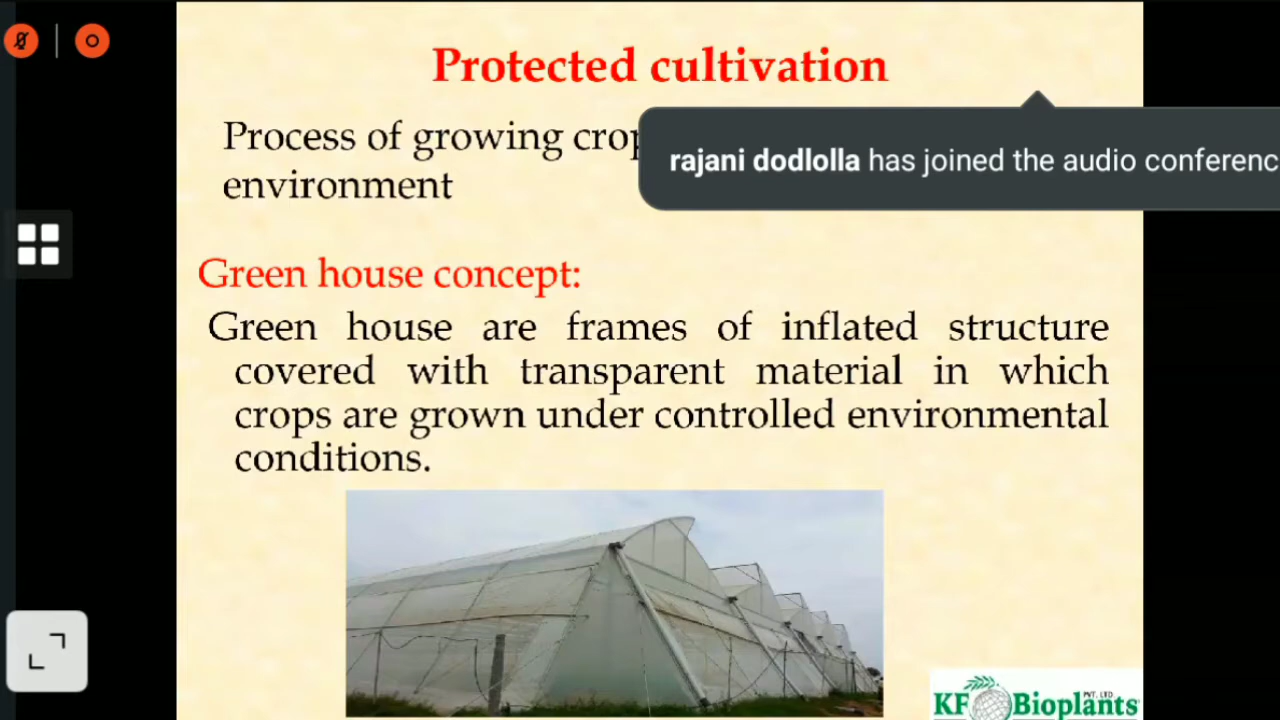 Protected cultivation
Process of growing crop
environment
rajani dodlolla has joined the audio conferenc
Green house concept:
Green house are frames of inflated structure
covered with transparent material in which
crops are grown under controlled environmental
conditions.
KF Bioplants
PVT. LTD.